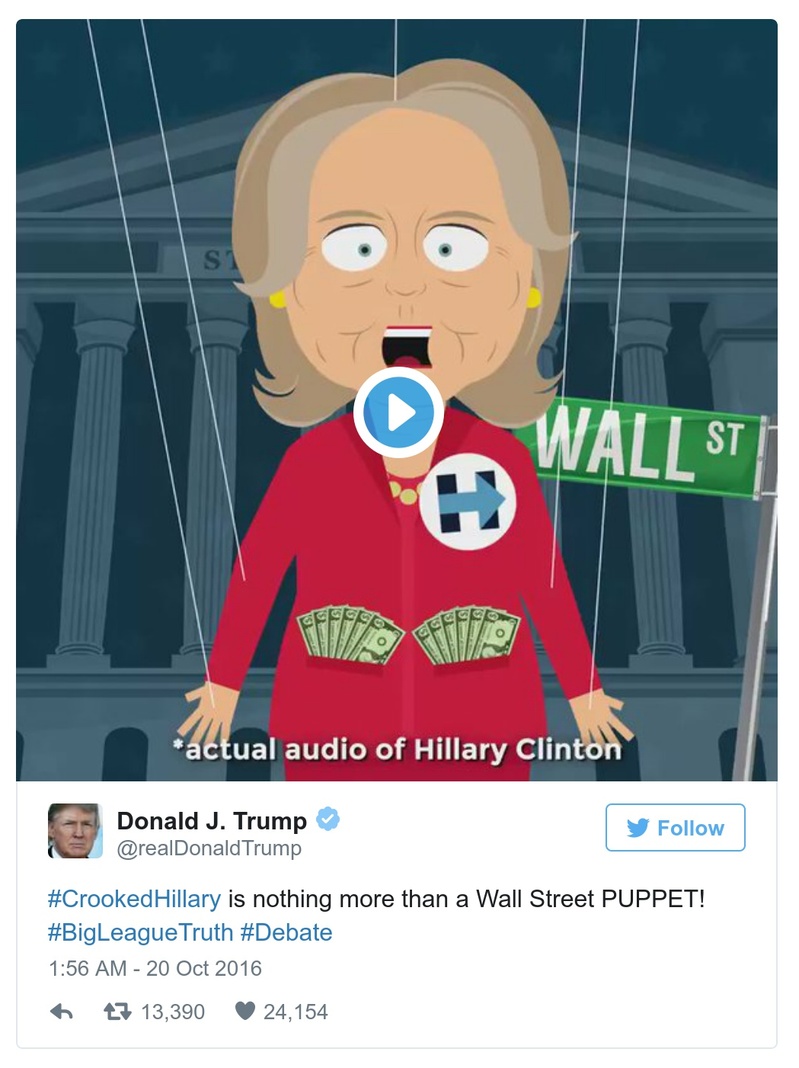 ST
WALL ST
H
*actual audio of Hillary Clinton
Donald J. Trump
@realDonaldTrump
Follow
#CrookedHillary is nothing more than a Wall Street PUPPET!
#BigLeagueTruth #Debate
1:56 AM - 20 Oct 2016
13,390 24,154